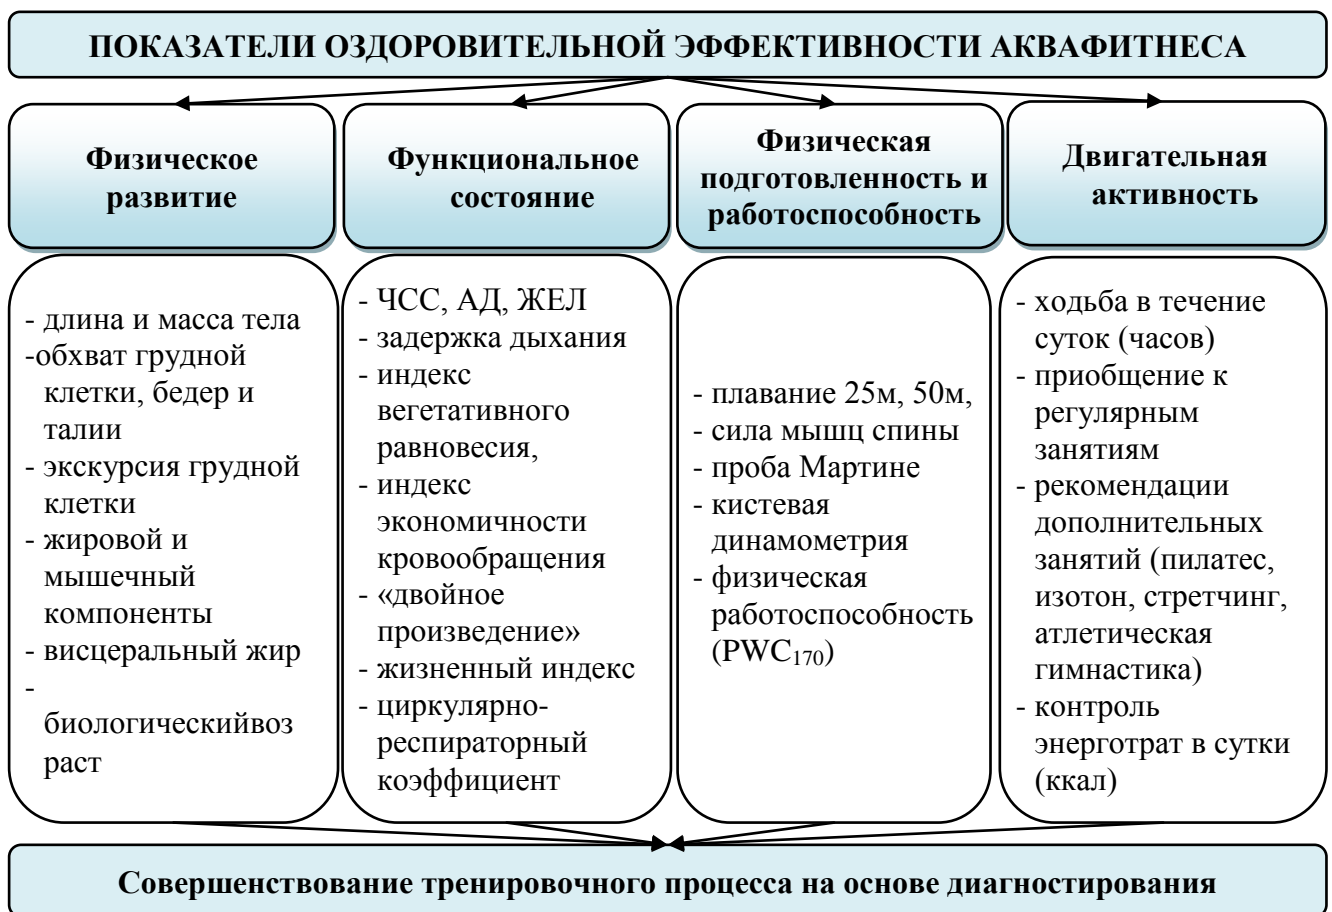 ПОКАЗАТЕЛИ ОЗДОРОВИТЕЛЬНОЙ ЭФФЕКТИВНОСТИ АКВАФИТНЕСА
Физическое
развитие
Функциональное
состояние
Физическая
подготовленность и
работоспособность
Двигательная
активность
- длина и масса тела
-обхват грудной
клетки, бедер и
талии
- экскурсия грудной
клетки
- жировой и
мышечный
компоненты
- висцеральный жир
-
биологическийвоз
раст
- ЧСС, АД, ЖЕЛ
- задержка дыхания
- индекс
вегетативного
равновесия,
- индекс
экономичности
кровообращения
- «двойное
произведение»
- жизненный индекс
- циркулярно-
респираторный
коэффициент
- плавание 25м, 50м,
- сила мышц спины
- проба Мартине
- кистевая
динамометрия
- физическая
работоспособность
(PWC₁₇₀)
- ходьба в течение
суток (часов)
- приобщение к
регулярным
занятиям
- рекомендации
дополнительных
занятий (пилатес,
изотон, стретчинг,
атлетическая
гимнастика)
- контроль
энерготрат в сутки
(ккал)
Совершенствование тренировочного процесса на основе диагностирования